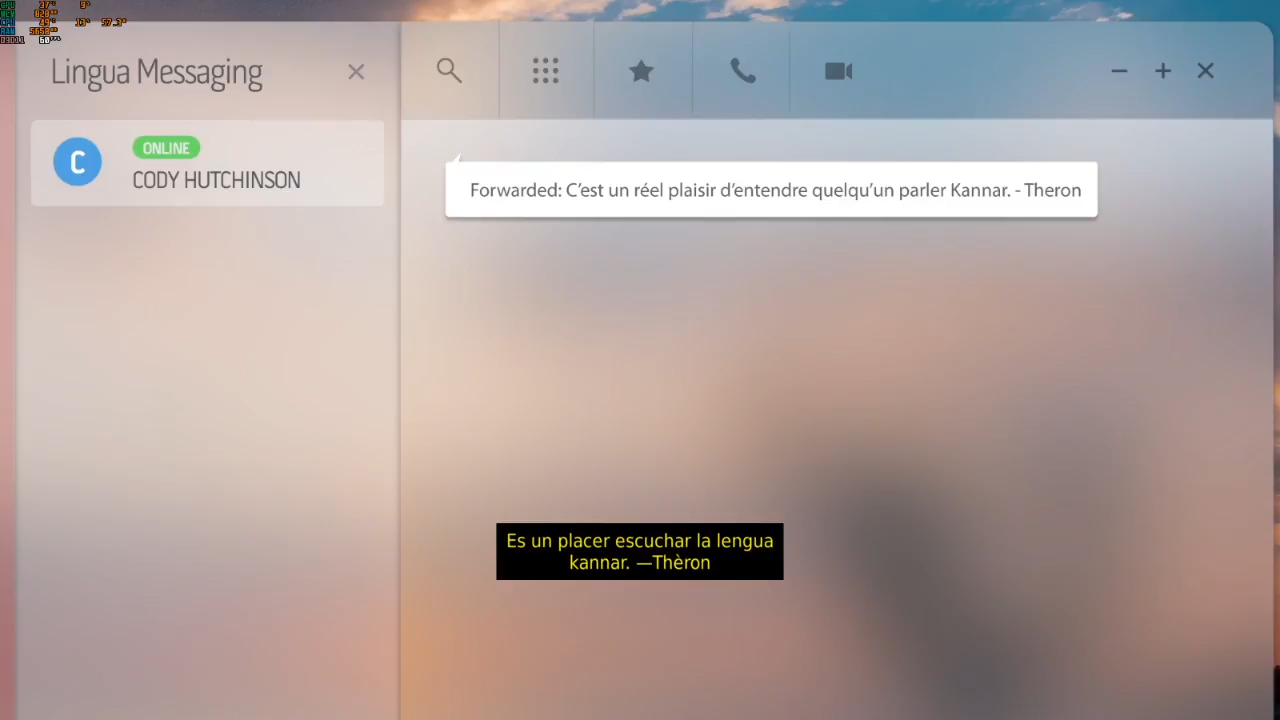 Lingua Messaging
C
ONLINE
CODY HUTCHINSON
Forwarded: C’est un réel plaisir d’entendre quelqu’un parler Kannar. - Theron
Es un placer escuchar la lengua
kannar. —Thèron